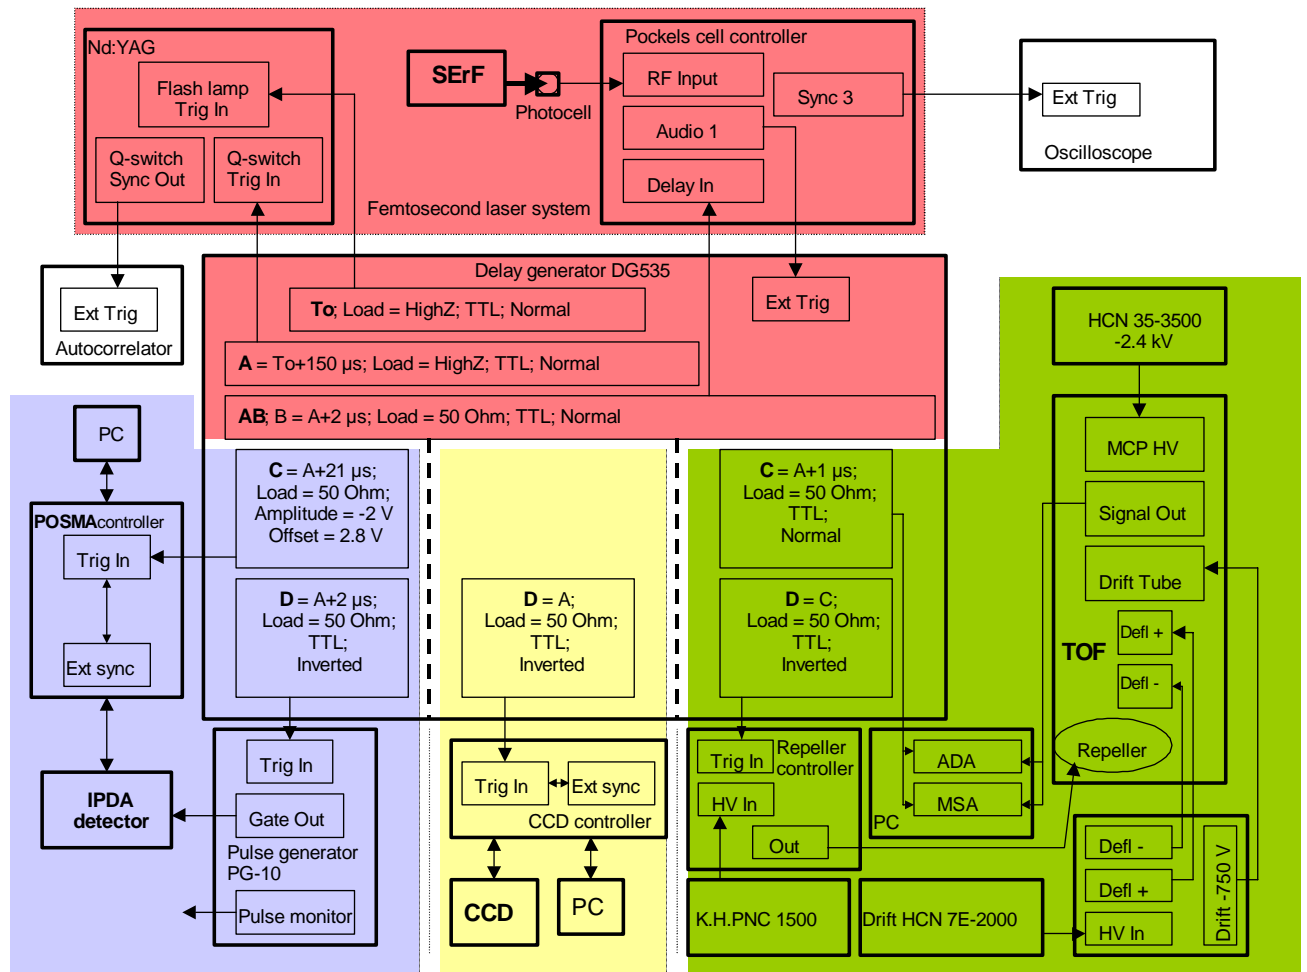 Nd:YAG
Flash lamp
Trig In
Q-switch
Sync Out
Q-switch
Trig In
SErF
Photocell
Pockels cell controller
RF Input
Audio 1
Delay In
Sync 3
Femtosecond laser system
Ext Trig
Oscilloscope
Ext Trig
Autocorrelator
Delay generator DG535
To; Load = HighZ; TTL; Normal
Ext Trig
A = To+150 µs; Load = HighZ; TTL; Normal
AB; B = A+2 µs; Load = 50 Ohm; TTL; Normal
C = A+21 µs;
Load = 50 Ohm;
Amplitude = -2 V
Offset = 2.8 V
D = A+2 µs;
Load = 50 Ohm;
TTL;
Inverted
D = A;
Load = 50 Ohm;
TTL;
Inverted
C = A+1 µs;
Load = 50 Ohm;
TTL;
Normal
D = C;
Load = 50 Ohm;
TTL;
Inverted
PC
POSMA controller
Trig In
Ext sync
IPDA
detector
Trig In
Gate Out
Pulse generator
PG-10
Pulse monitor
Trig In
Ext sync
CCD controller
CCD
PC
Trig In
Repeller
controller
HV In
Out
ADA
MSA
PC
K.H.PNC 1500
Drift HCN 7E-2000
HCN 35-3500
-2.4 kV
MCP HV
Signal Out
Drift Tube
Defl +
TOF
Defl -
Repeller
Defl -
Defl +
HV In
Drift -750 V